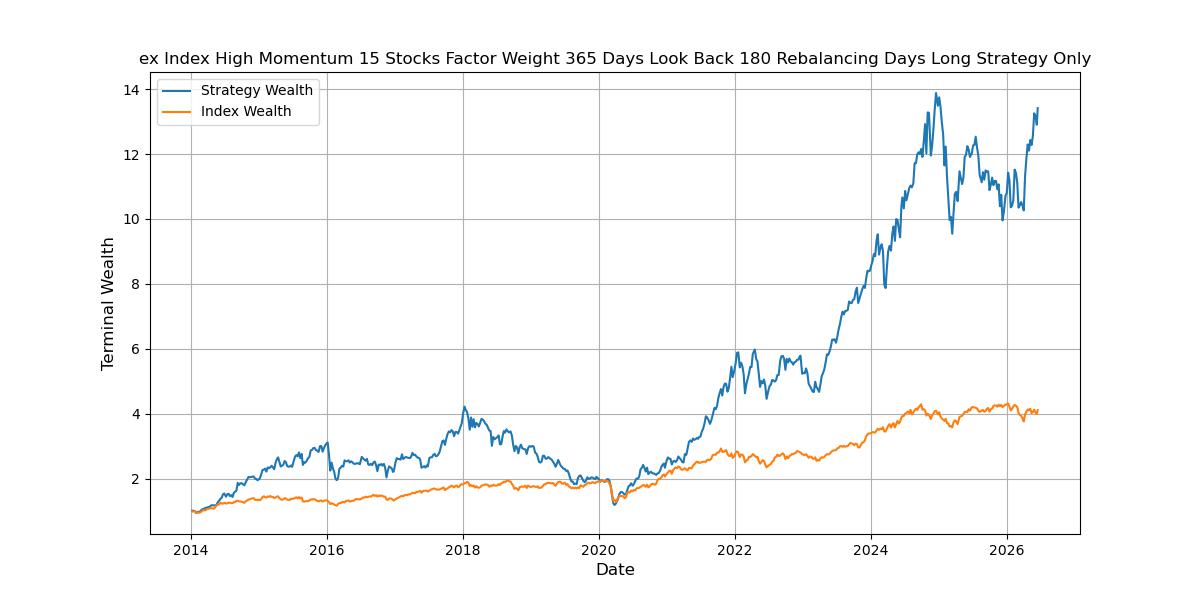 ex Index High Momentum 15 Stocks Factor Weight 365 Days Look Back 180 Rebalancing Days Long Strategy Only
Strategy Wealth
Index Wealth
14
12
10
8
6
4
2
Terminal Wealth
2014
2016
2018
2020
2022
2024
2026
Date